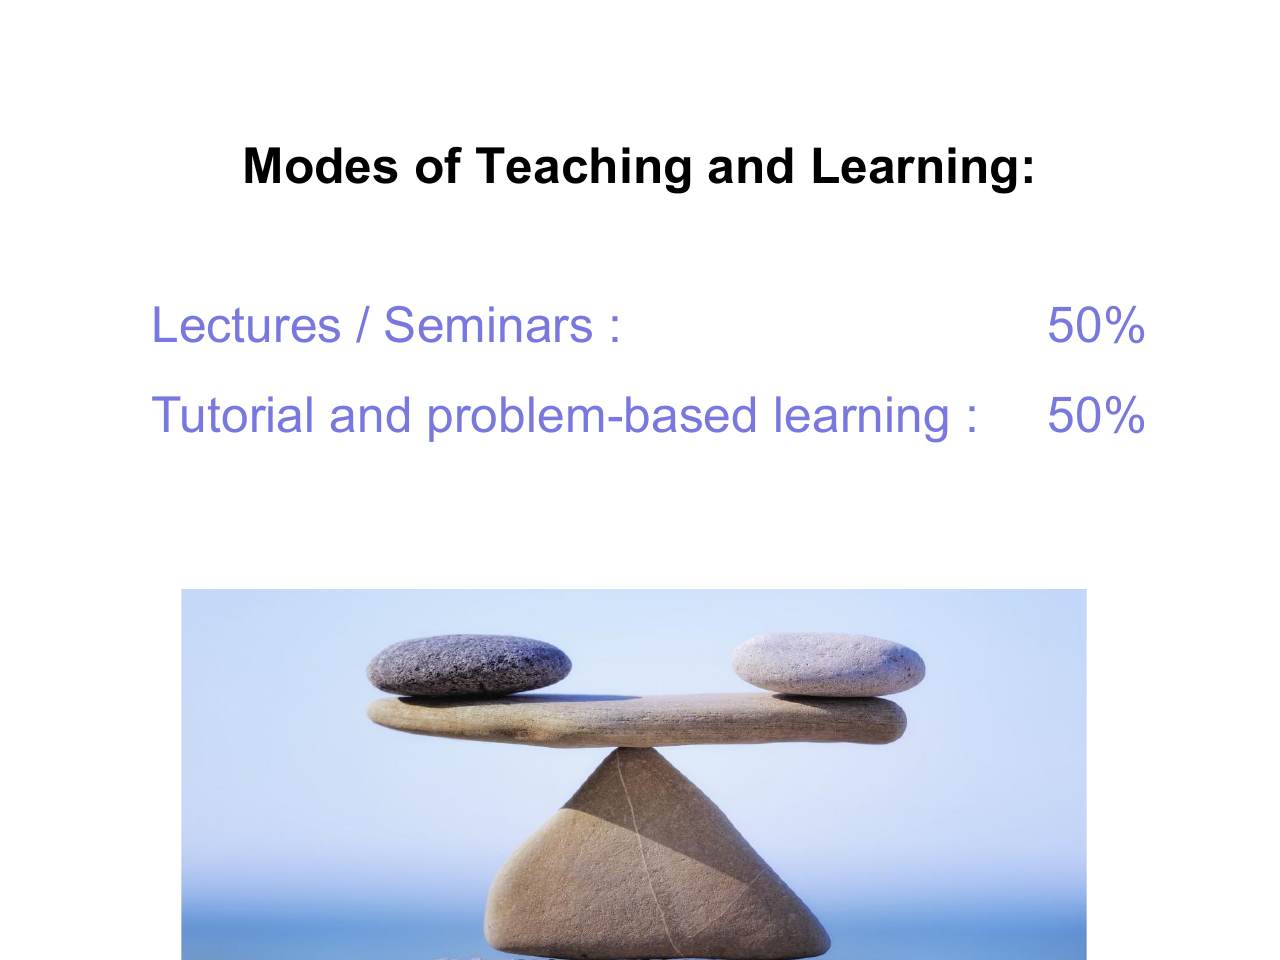 Modes of Teaching and Learning:
Lectures / Seminars : 50%
Tutorial and problem-based learning : 50%